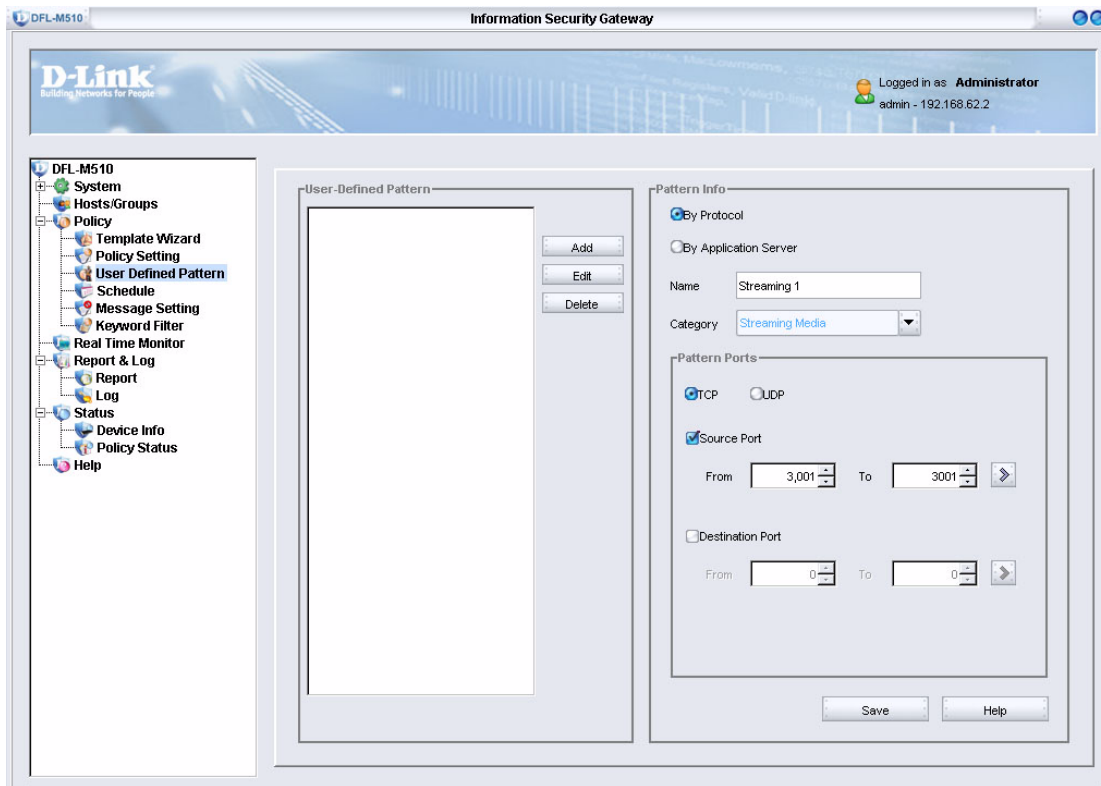 DFL-M510
Information Security Gateway
D-Link
Building Networks for People
Logged in as Administrator
admin - 192.168.62.2
DFL-M510
System
Hosts/Groups
Policy
Template Wizard
Policy Setting
User Defined Pattern
Schedule
Message Setting
Keyword Filter
Real Time Monitor
Report & Log
Report
Log
Status
Device Info
Policy Status
Help
User-Defined Pattern
Add
Edit
Delete
Pattern Info
By Protocol
By Application Server
Name Streaming 1
Category Streaming Media
Pattern Ports
TCP UDP
Source Port
From 3,001 To 3001
Destination Port
From 0 To 0
Save Help